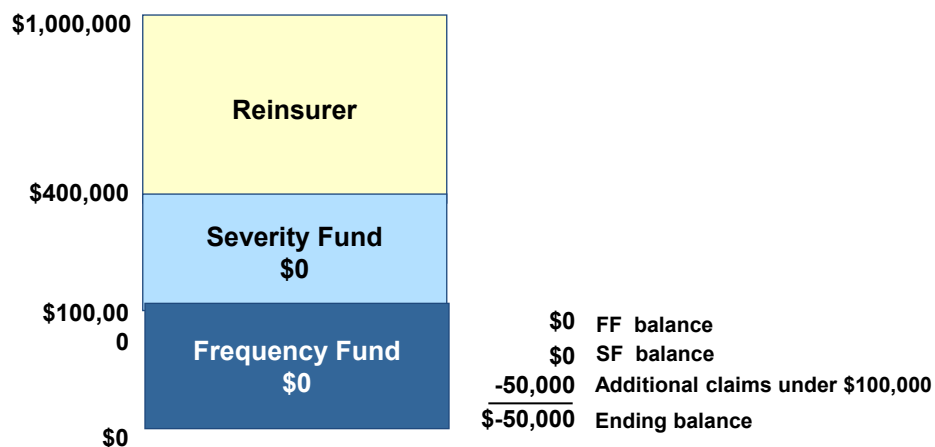 $1,000,000
Reinsurer
$400,000
Severity Fund
$0
$100,00
0
Frequency Fund
$0
$0
$0 FF balance
$0 SF balance
-50,000 Additional claims under $100,000
$-50,000 Ending balance